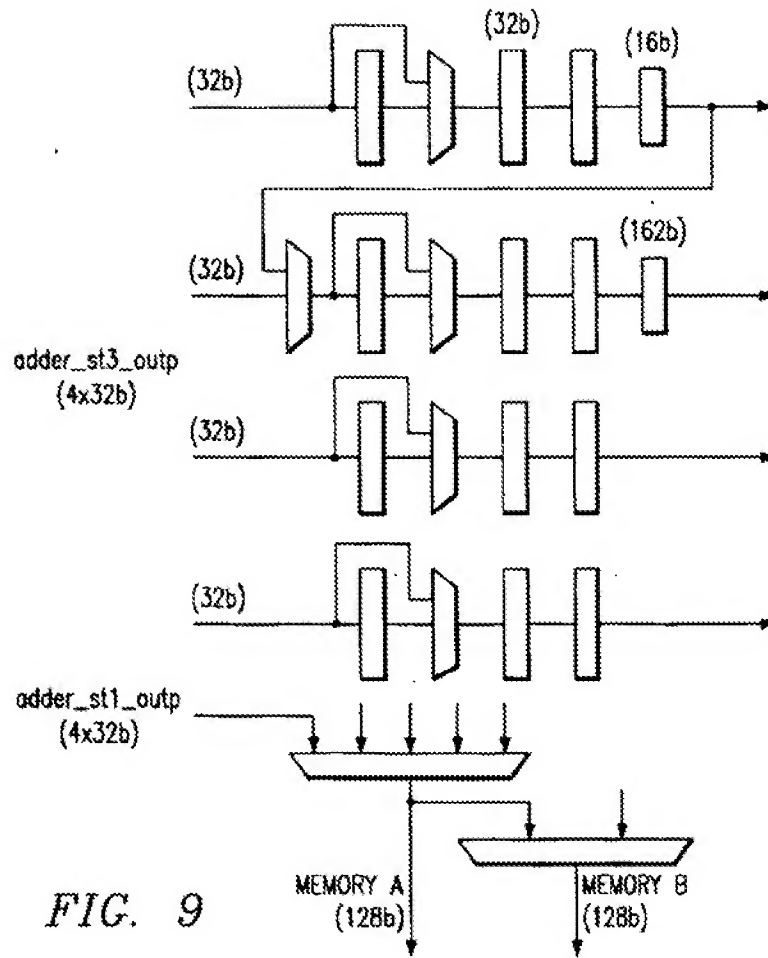 (32b)
(16b)
(32b)
(162b)
(32b)
adder_st3_outp
(4x32b)
(32b)
(32b)
adder_st1_outp
(4x32b)
MEMORY A
(128b)
MEMORY B
(128b)
FIG. 9